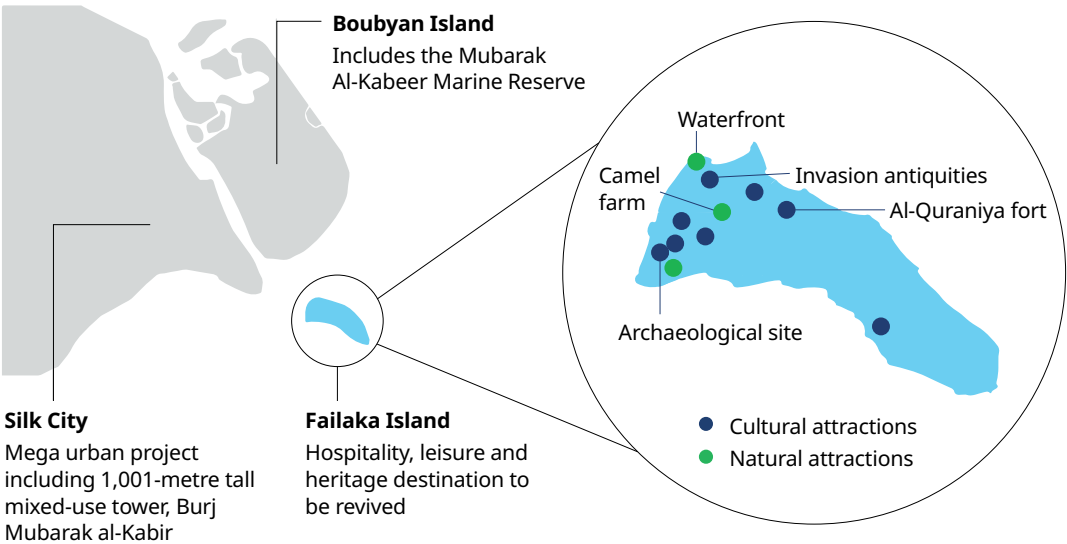 Boubyan Island
Includes the Mubarak
Al-Kabeer Marine Reserve
Silk City
Mega urban project
including 1,001-metre tall
mixed-use tower, Burj
Mubarak al-Kabir
Failaka Island
Hospitality, leisure and
heritage destination to
be revived
Waterfront
Camel
farm
Invasion antiquities
Al-Quraniya fort
Archaeological site
Cultural attractions
Natural attractions